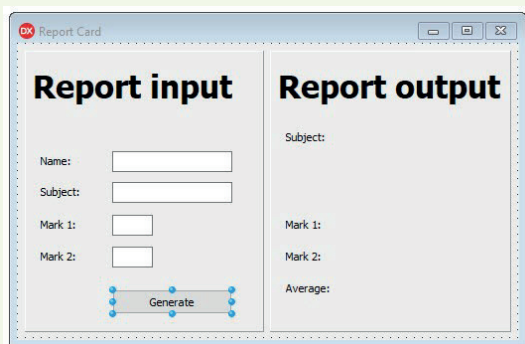 DX Report Card
Report input
Name:
Subject:
Mark 1:
Mark 2:
Generate
Report output
Subject:
Mark 1:
Mark 2:
Average: